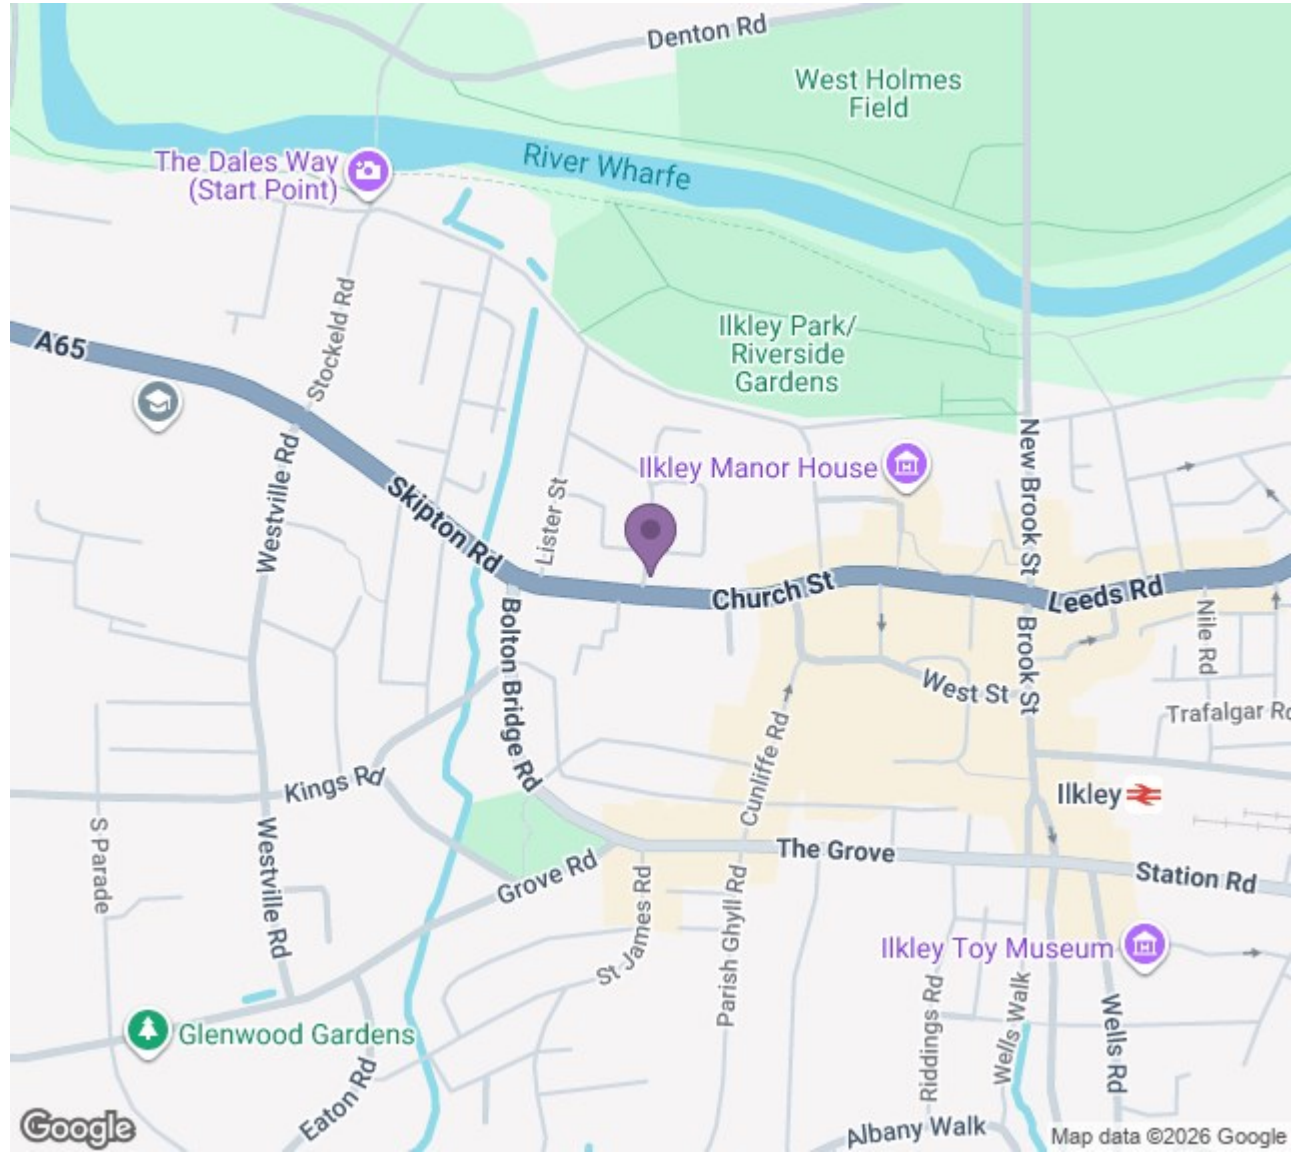 Denton Rd
West Holmes
Field
The Dales Way
(Start Point)
River Wharfe
Stockeld Rd
A65
Ilkley Park/
Riverside
Gardens
Westville Rd
Skipton Rd
Lister St
Ilkley Manor House
New Brook St
Church St
Leeds Rd
Bolton Bridge Rd
Brook St
Nile Rd
West St
Trafalgar Rd
Cunliffe Rd
Kings Rd
Ilkley
S Parade
Westville Rd
The Grove
Grove Rd
Station Rd
St James Rd
Parish Ghyll Rd
Ilkley Toy Museum
Riddings Rd
Wells Walk
Wells Rd
Glenwood Gardens
Eaton Rd
Albany Walk
Google
Map data ©2026 Google